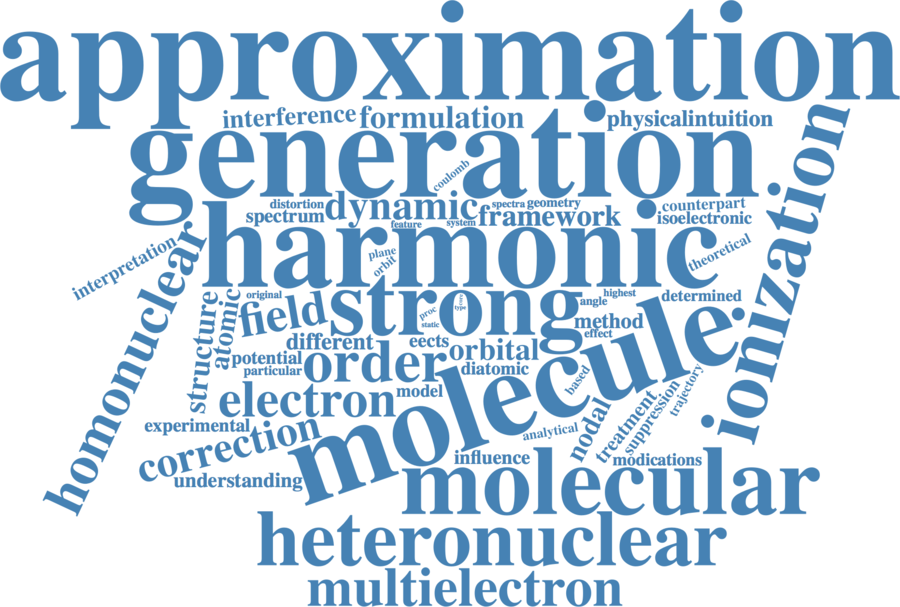 approximation
interference formulation
physicalintuition
generation
ionization
coulomb
distortion
dynamic
spectra geometry
counterpart
spectrum
feature
system
framework
isoelectronic
harmonic
homonuclear
interpretation
plane
orbit
theoretical
original
field
strong
core
type
proc
static
angle
highest
determined
structure
atomic
different
eects
method
effect
potential
particular
order
orbital
diatomic
molecule
electron
model
based
nodal
treatment
suppression
trajectory
experimental
correction
analytical
understanding
influence
modications
molecular
heteronuclear
multielectron